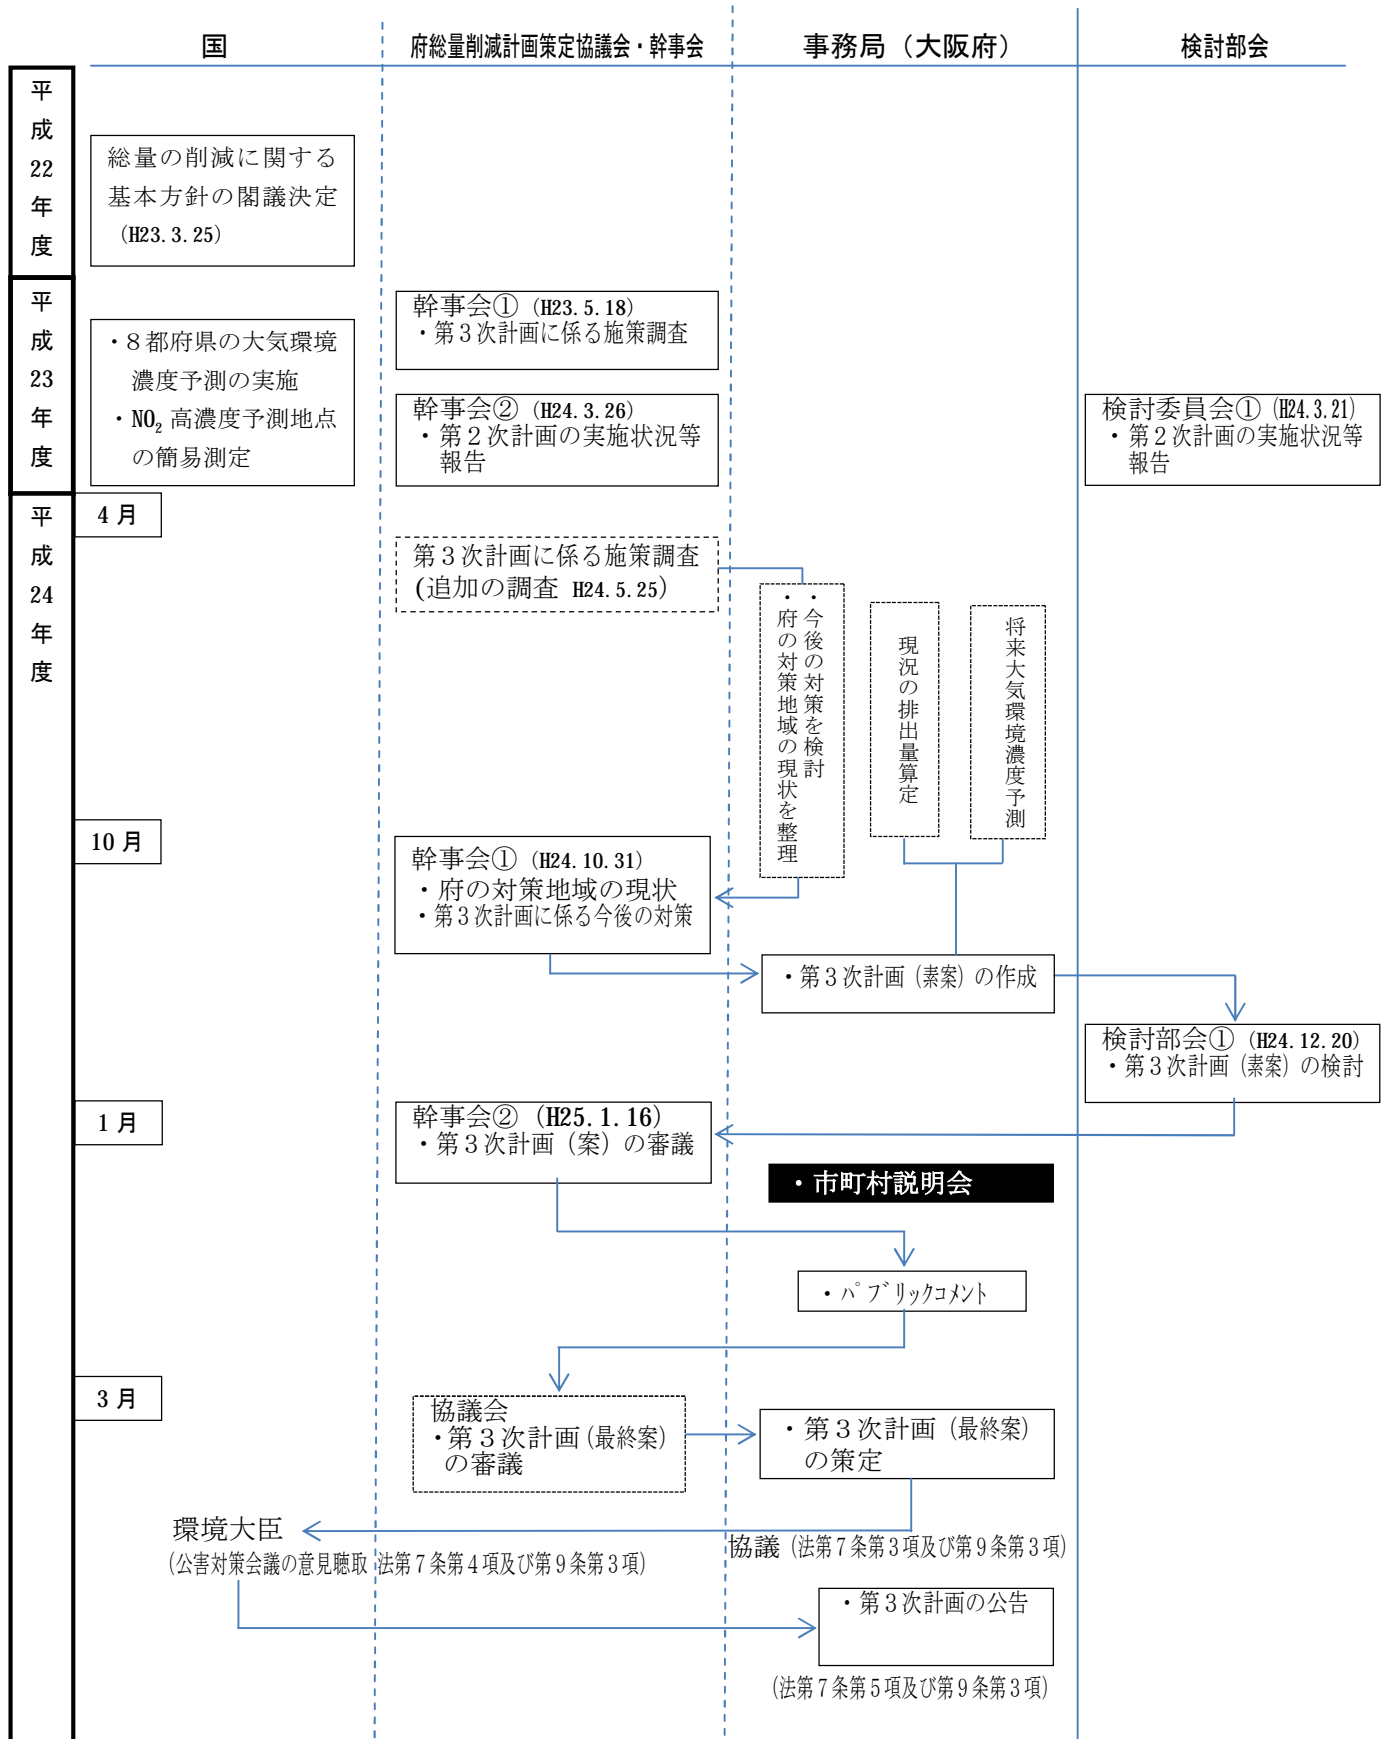 国
府総量削減計画策定協議会・幹事会
事務局（大阪府）
検討部会
平成22年度
総量の削減に関する
基本方針の閣議決定
（H23.3.25）
平成23年度
・８都府県の大気環境
濃度予測の実施
・NO₂高濃度予測地点
の簡易測定
幹事会①（H23.5.18）
・第３次計画に係る施策調査
幹事会②（H24.3.26）
・第２次計画の実施状況等
報告
検討委員会①（H24.3.21）
・第２次計画の実施状況等
報告
平成24年度
4月
第３次計画に係る施策調査
(追加の調査 H24.5.25）
・今後の対策を検討
・府の対策地域の現状を整理
現況の排出量算定
将来大気環境濃度予測
10月
幹事会①（H24.10.31）
・府の対策地域の現状
・第３次計画に係る今後の対策
・第３次計画（素案）の作成
検討部会①（H24.12.20）
・第３次計画（素案）の検討
1月
幹事会②（H25.1.16）
・第３次計画（案）の審議
・市町村説明会
・パブリックコメント
3月
協議会
・第３次計画（最終案）
の審議
・第３次計画（最終案）
の策定
環境大臣
（公害対策会議の意見聴取 法第７条第４項及び第９条第３項）
協議（法第７条第３項及び第９条第３項）
・第３次計画の公告
（法第７条第５項及び第９条第３項）